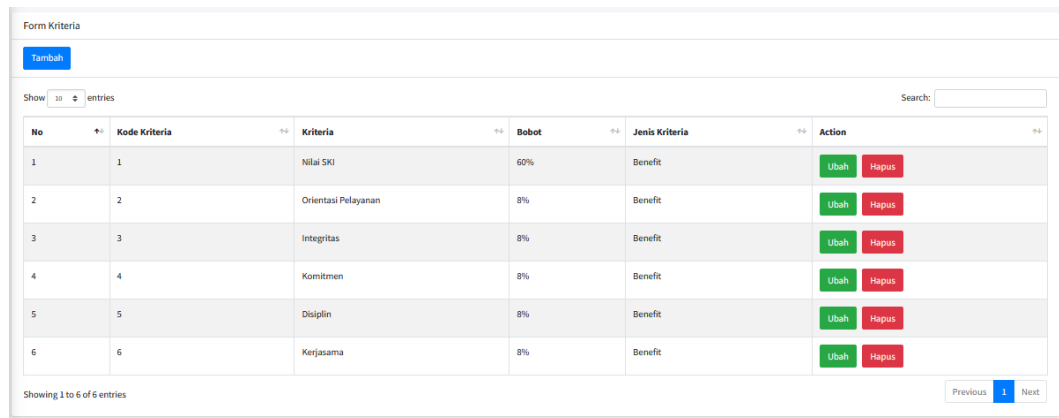 Form Kriteria
Tambah
Show 10 entries Search:
No Kode Kriteria Kriteria Bobot Jenis Kriteria Action
1 1 Nilai SKI 60% Benefit Ubah Hapus
2 2 Orientasi Pelayanan 8% Benefit Ubah Hapus
3 3 Integritas 8% Benefit Ubah Hapus
4 4 Komitmen 8% Benefit Ubah Hapus
5 5 Disiplin 8% Benefit Ubah Hapus
6 6 Kerjasama 8% Benefit Ubah Hapus
Showing 1 to 6 of 6 entries Previous 1 Next